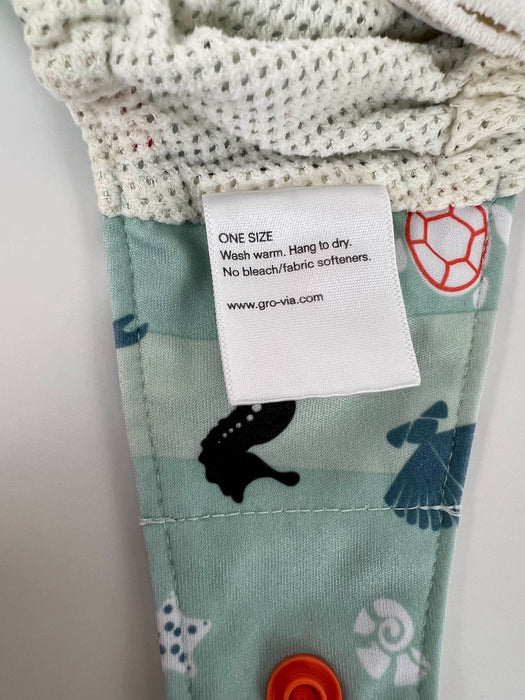 ONE SIZE
Wash warm. Hang to dry.
No bleach/fabric softeners.
www.gro-via.com